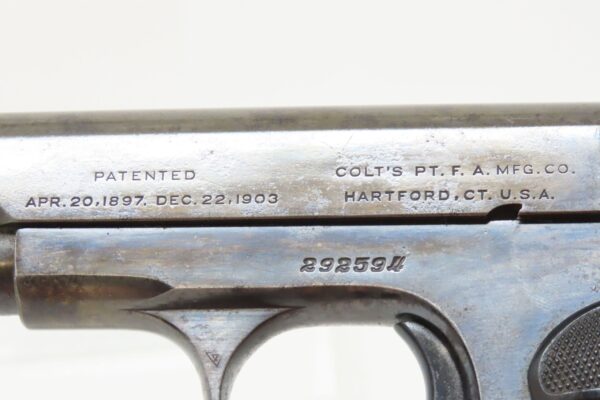 PATENTED
APR. 20, 1897. DEC. 22, 1903
COLT'S PT. F. A. MFG. CO.
HARTFORD, CT. U.S.A.
292594